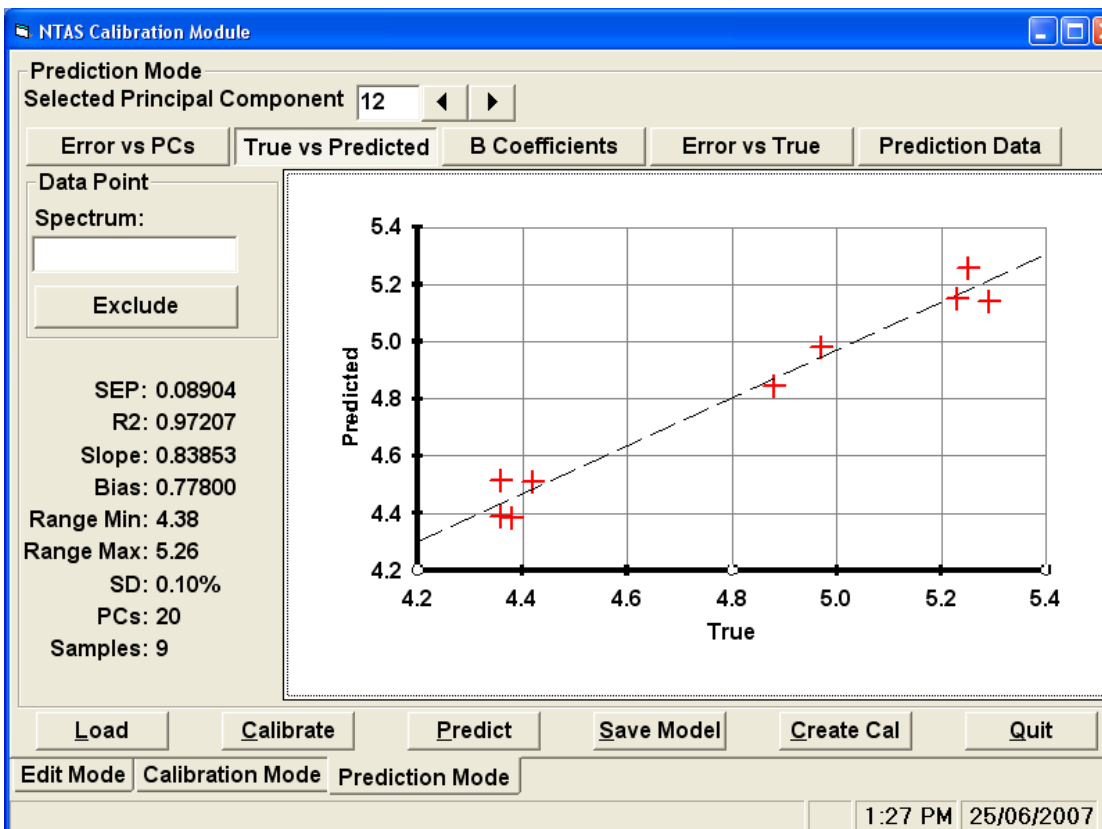 NTAS Calibration Module
Prediction Mode
Selected Principal Component 12
Error vs PCs True vs Predicted B Coefficients Error vs True Prediction Data
Data Point
Spectrum:
Exclude
SEP: 0.08904
R2: 0.97207
Slope: 0.83853
Bias: 0.77800
Range Min: 4.38
Range Max: 5.26
SD: 0.10%
PCs: 20
Samples: 9
5.4
5.2
5.0
4.8
4.6
4.4
4.2
Predicted
4.2 4.4 4.6 4.8 5.0 5.2 5.4
True
Load Calibrate Predict Save Model Create Cal Quit
Edit Mode Calibration Mode Prediction Mode
1:27 PM 25/06/2007